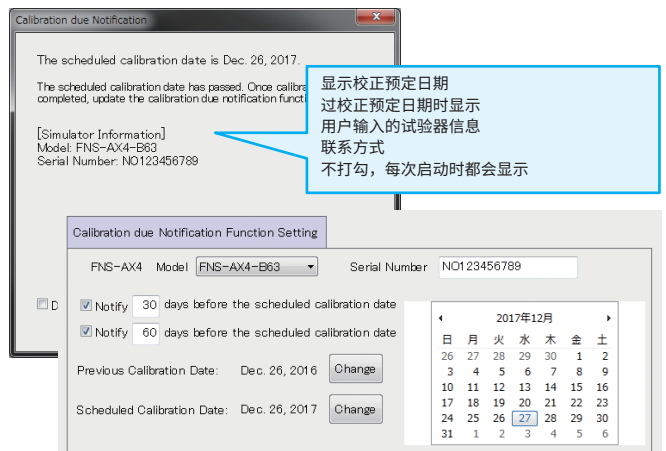 Calibration due Notification
The scheduled calibration date is Dec. 26, 2017.
The scheduled calibration date has passed. Once
completed, update the calibration due notification
[Simulator Information]
Model: FNS-AX4-B63
Serial Number: NO123456789
显示校正预定日期
过校正预定日期时显示
用户输入的试验器信息
联系方式
不打勾，每次启动时都会显示
Calibration due Notification Function Setting
FNS-AX4 Model FNS-AX4-B63 Serial Number NO123456789
Notify 30 days before the scheduled calibration date
Notify 60 days before the scheduled calibration date
Previous Calibration Date: Dec. 26, 2016 Change
Scheduled Calibration Date: Dec. 26, 2017 Change
2017年12月
日 月 火 水 木 金 土
26 27 28 29 30 1 2
3 4 5 6 7 8 9
10 11 12 13 14 15 16
17 18 19 20 21 22 23
24 25 26 27 28 29 30
31 1 2 3 4 5 6